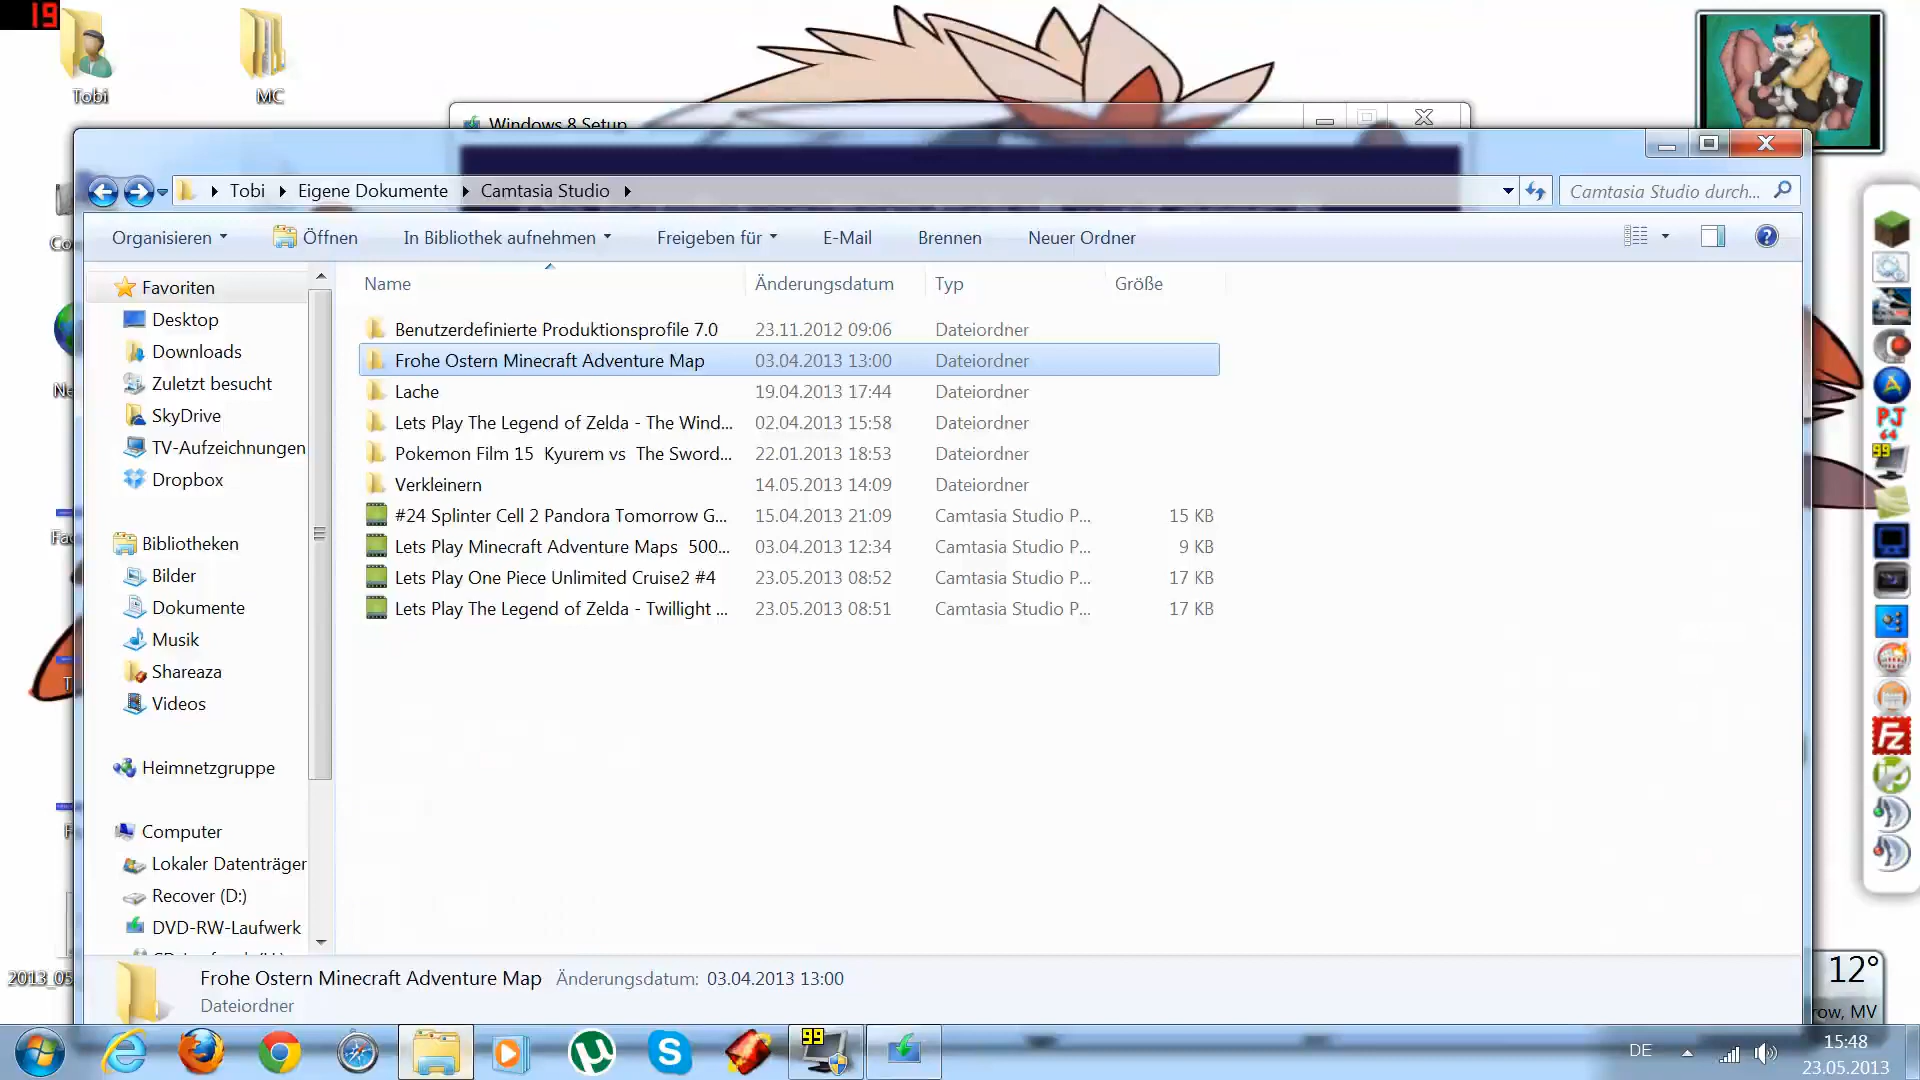 19
Tobi
MC
Windows 8 Setup
Tobi
Eigene Dokumente
Camtasia Studio
Camtasia Studio durch...
Organisieren
Öffnen
In Bibliothek aufnehmen
Freigeben für
E-Mail
Brennen
Neuer Ordner
Name
Änderungsdatum
Typ
Größe
Benutzerdefinierte Produktionsprofile 7.0 23.11.2012 09:06 Dateiordner
Frohe Ostern Minecraft Adventure Map 03.04.2013 13:00 Dateiordner
Lache 19.04.2013 17:44 Dateiordner
Lets Play The Legend of Zelda - The Wind... 02.04.2013 15:58 Dateiordner
Pokemon Film 15 Kyurem vs The Sword... 22.01.2013 18:53 Dateiordner
Verkleinern 14.05.2013 14:09 Dateiordner
#24 Splinter Cell 2 Pandora Tomorrow G... 15.04.2013 21:09 Camtasia Studio P... 15 KB
Lets Play Minecraft Adventure Maps 500... 03.04.2013 12:34 Camtasia Studio P... 9 KB
Lets Play One Piece Unlimited Cruise2 #4 23.05.2013 08:52 Camtasia Studio P... 17 KB
Lets Play The Legend of Zelda - Twillight ... 23.05.2013 08:51 Camtasia Studio P... 17 KB
Favoriten
Desktop
Downloads
Zuletzt besucht
SkyDrive
TV-Aufzeichnungen
Dropbox
Bibliotheken
Bilder
Dokumente
Musik
Shareaza
Videos
Heimnetzgruppe
Computer
Lokaler Datenträger
Recover (D:)
DVD-RW-Laufwerk
2013_05
Frohe Ostern Minecraft Adventure Map Änderungsdatum: 03.04.2013 13:00
Dateiordner
PJ
64
99
Fz
12°
row, MV
99
DE
15:48
23.05.2013